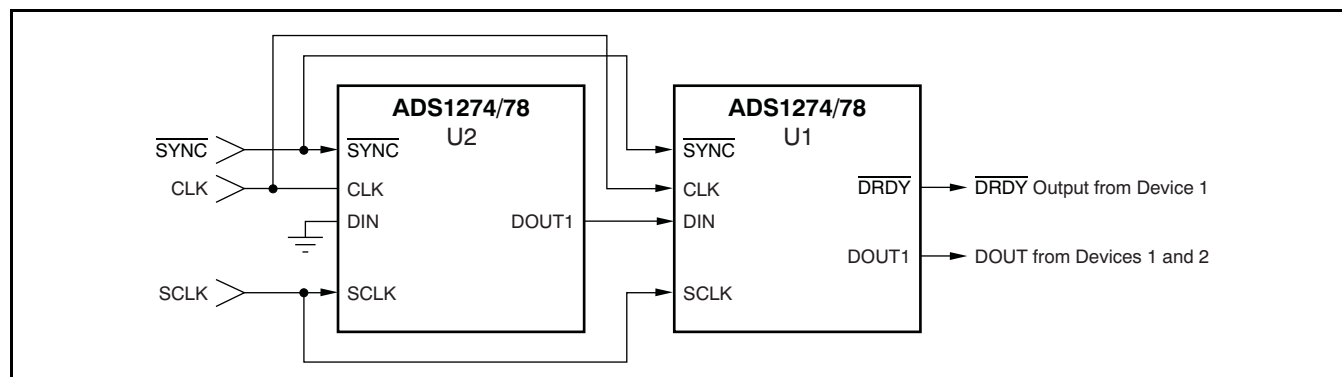 ADS1274/78
U2
SYNC
CLK
SCLK
SYNC
CLK
DIN
DOUT1
SCLK
ADS1274/78
U1
SYNC
CLK
DIN
SCLK
DRDY
DOUT1
DRDY Output from Device 1
DOUT from Devices 1 and 2